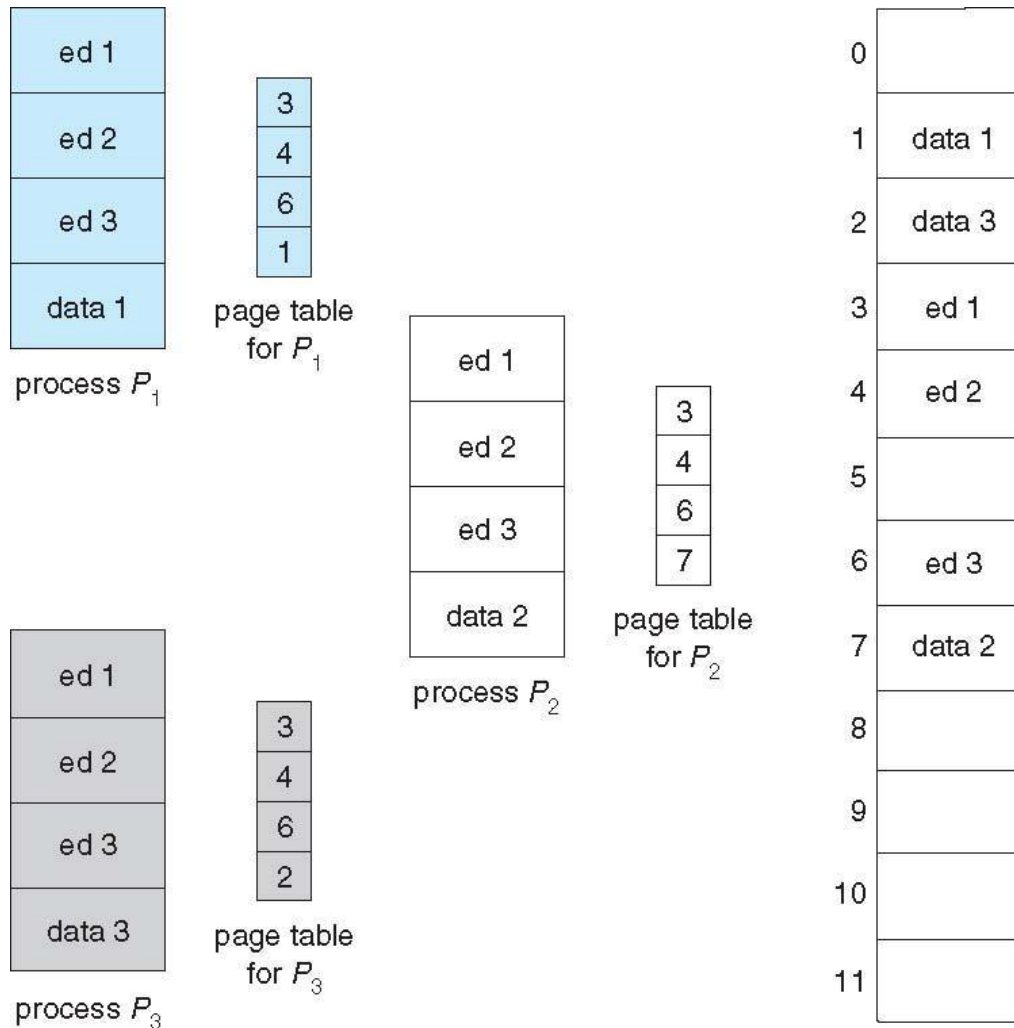 ed 1
ed 2
ed 3
data 1
process P₁
3
4
6
1
page table
for P₁
ed 1
ed 2
ed 3
data 2
process P₂
3
4
6
7
page table
for P₂
ed 1
ed 2
ed 3
data 3
process P₃
3
4
6
2
page table
for P₃
0
1 data 1
2 data 3
3 ed 1
4 ed 2
5
6 ed 3
7 data 2
8
9
10
11